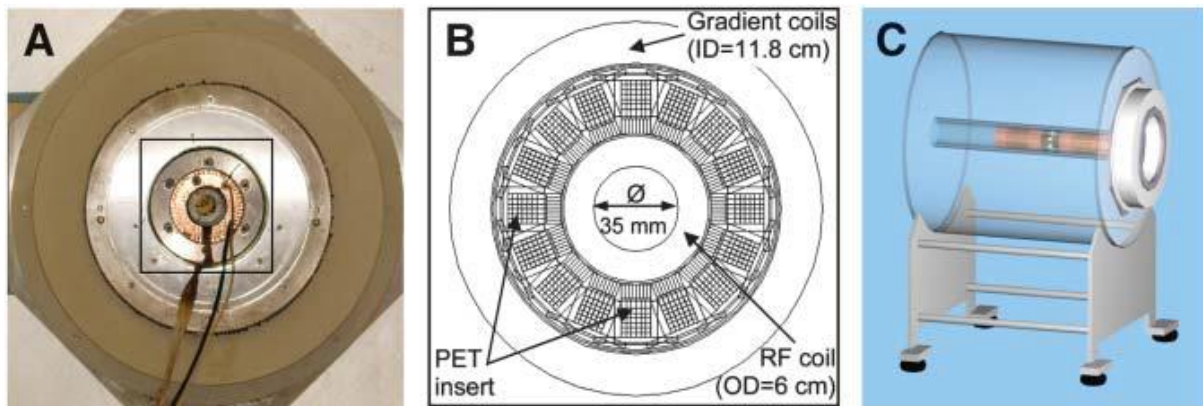 A
B
Gradient coils
(ID=11.8 cm)
Ø
35 mm
PET
insert
RF coil
(OD=6 cm)
C